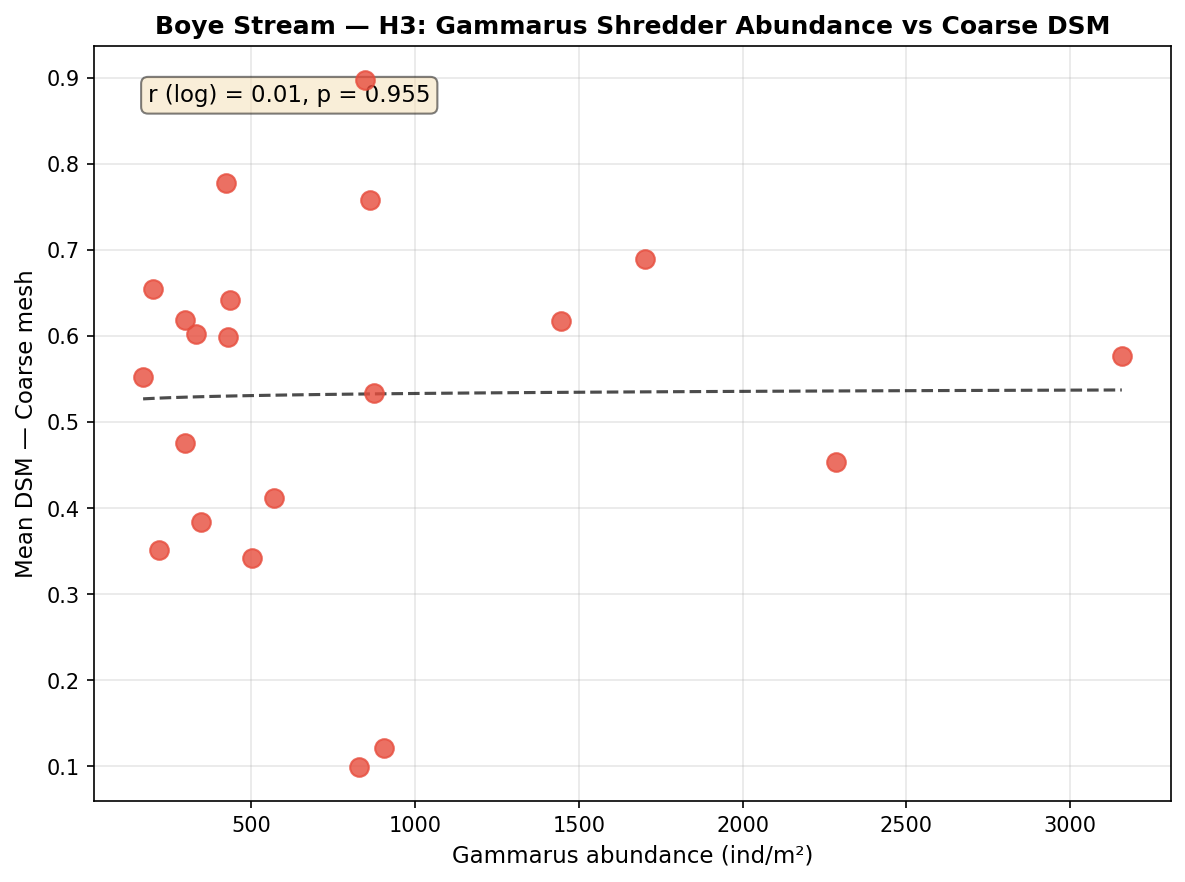 Boye Stream — H3: Gammarus Shredder Abundance vs Coarse DSM
r (log) = 0.01, p = 0.955
Mean DSM — Coarse mesh
0.9
0.8
0.7
0.6
0.5
0.4
0.3
0.2
0.1
500 1000 1500 2000 2500 3000
Gammarus abundance (ind/m²)